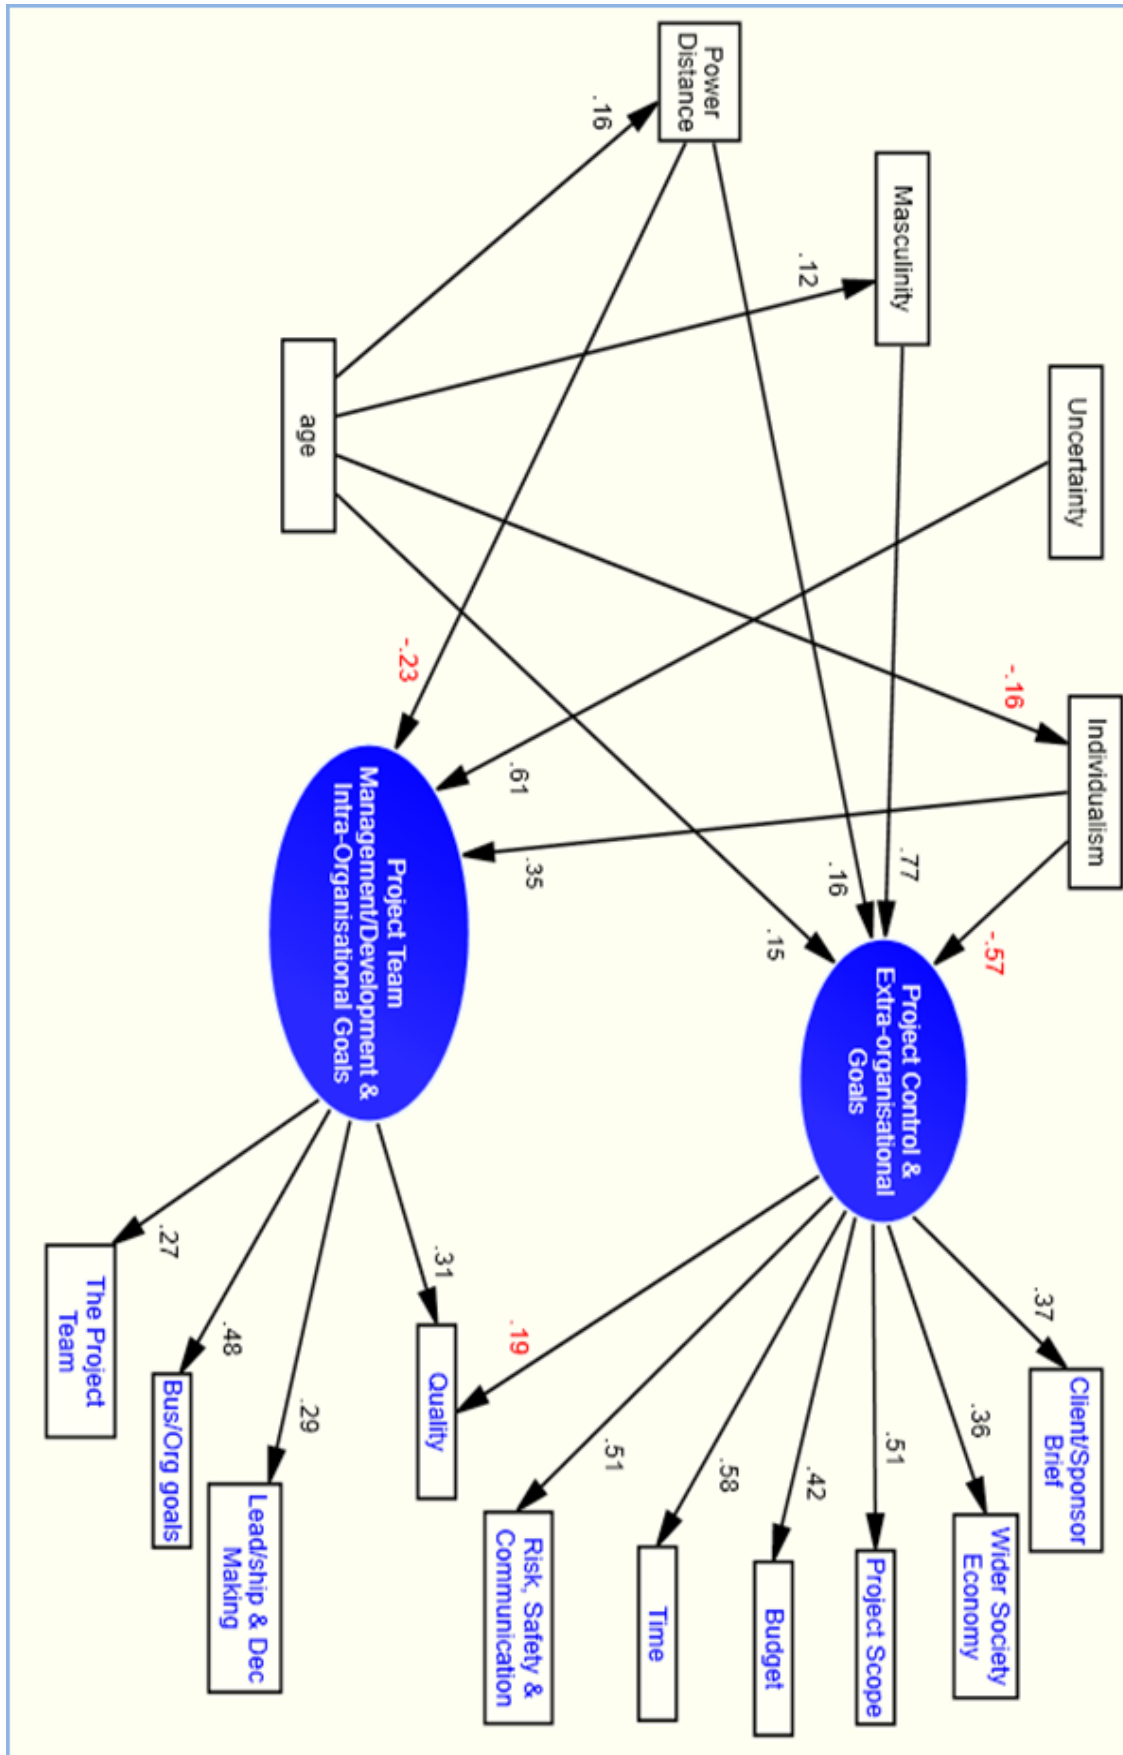 Power
Distance
Masculinity
Uncertainty
Individualism
age
.16
.12
-.16
-.23
.61
.35
.15
.16
.77
-.57
Project Team
Management/Development &
Intra-Organisational Goals
Project Control &
Extra-organisational
Goals
.27
.48
.29
.31
.19
.51
.58
.42
.51
.36
.37
The Project
Team
Bus/Org goals
Lead/ship & Dec
Making
Quality
Risk, Safety &
Communication
Time
Budget
Project Scope
Wider Society
Economy
Client/Sponsor
Brief